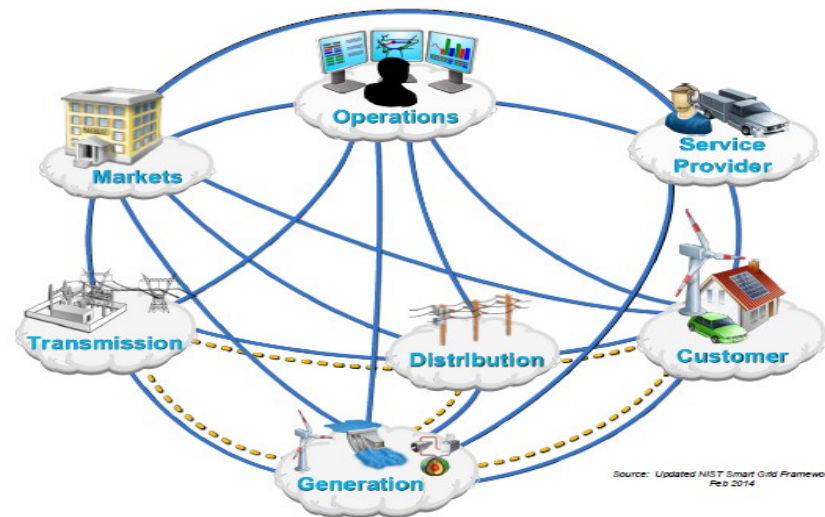 Operations
Markets
Service
Provider
Transmission
Distribution
Customer
Generation
Source: Updated NIST Smart Grid Framewo
Feb 2014